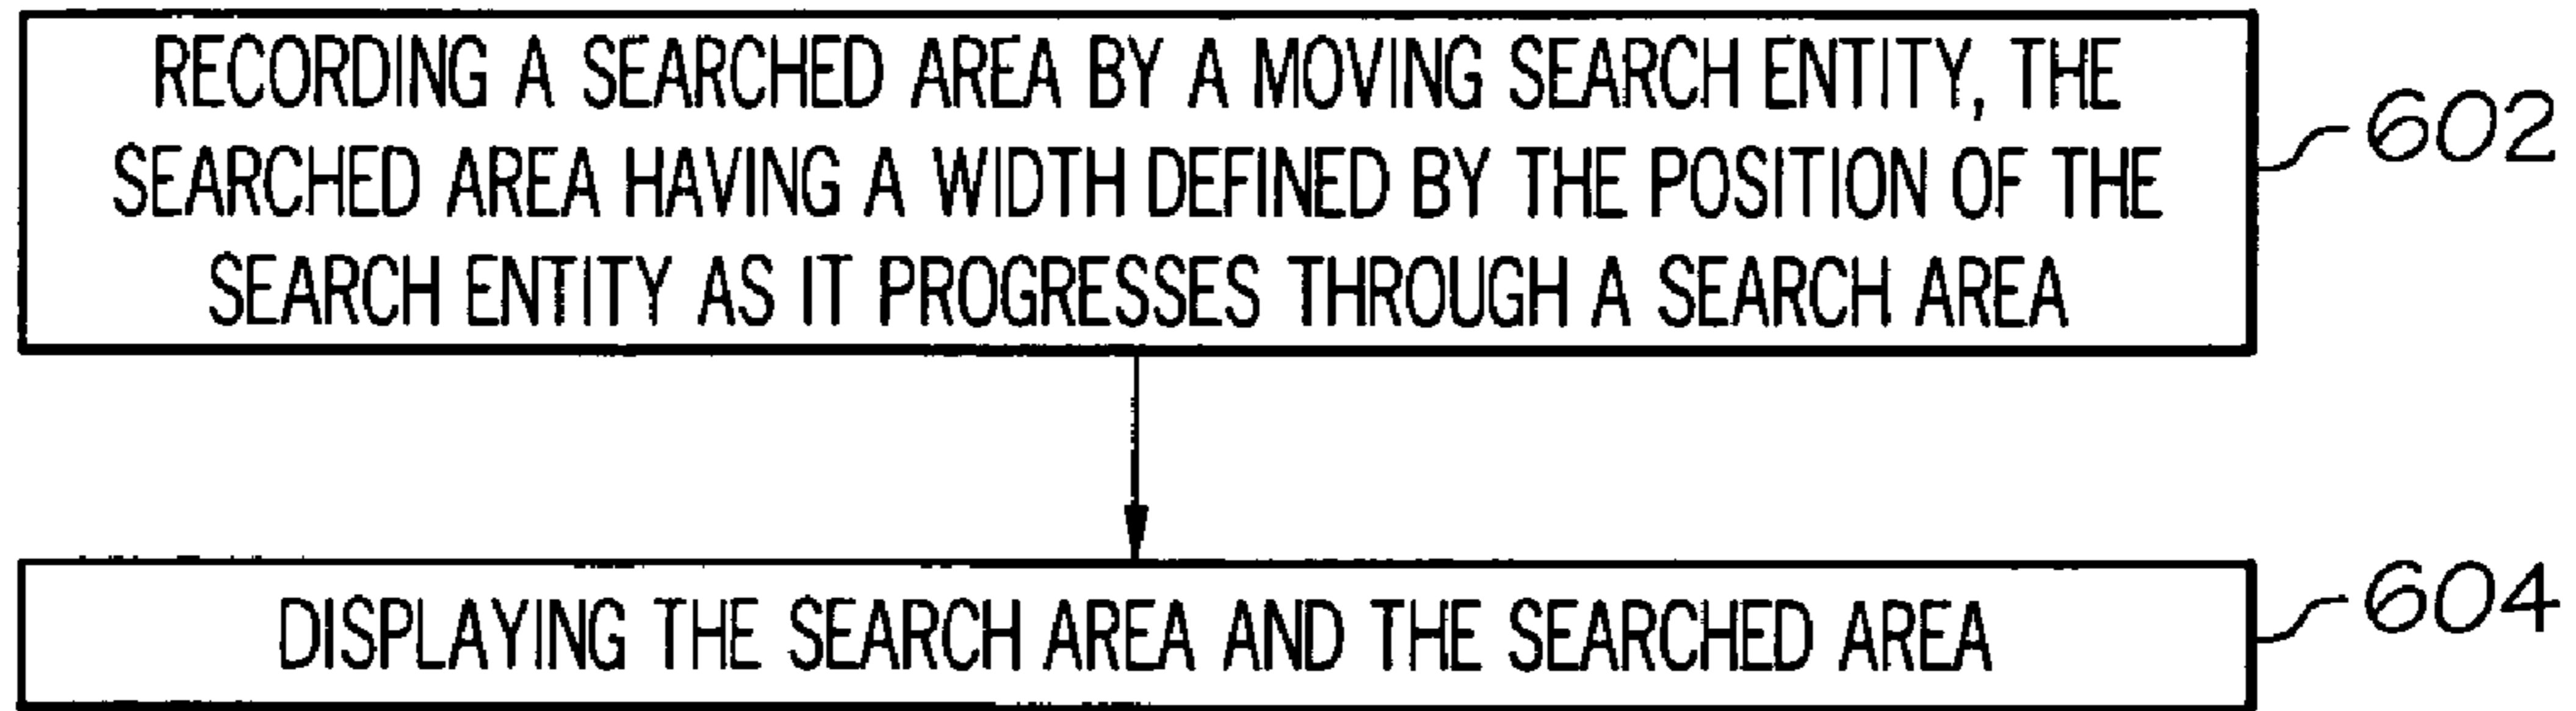 RECORDING A SEARCHED AREA BY A MOVING SEARCH ENTITY, THE
SEARCHED AREA HAVING A WIDTH DEFINED BY THE POSITION OF THE
SEARCH ENTITY AS IT PROGRESSES THROUGH A SEARCH AREA
602
DISPLAYING THE SEARCH AREA AND THE SEARCHED AREA
604